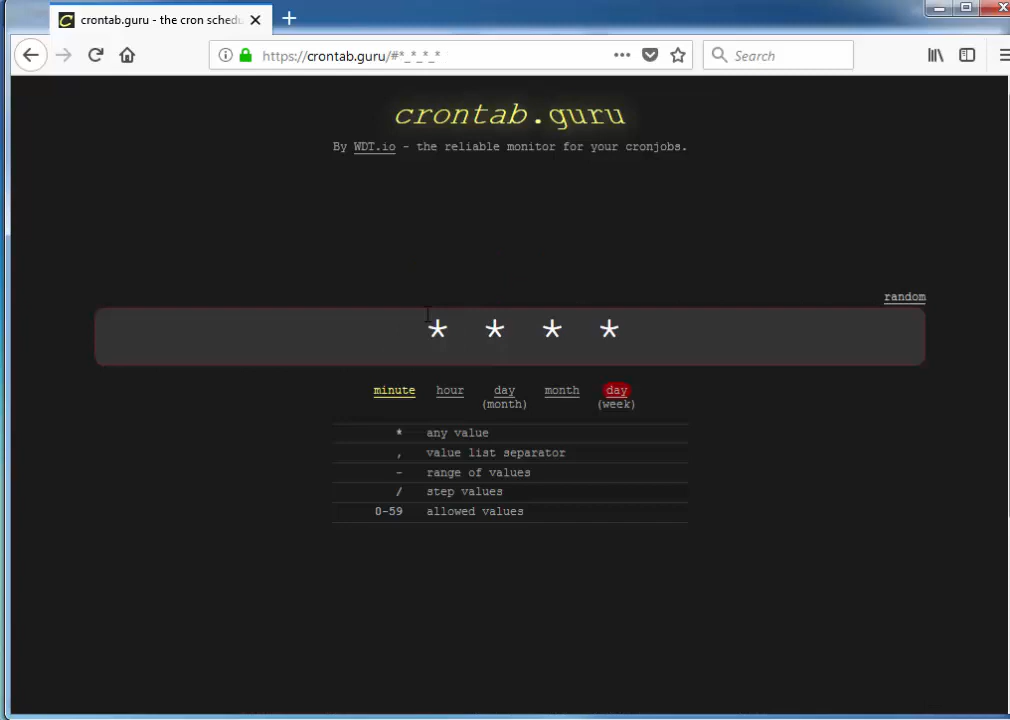 crontab.guru - the cron schedu
https://crontab.guru/#*_*_*_*
Search
crontab.guru
By WDT.io - the reliable monitor for your cronjobs.
random
* * * *
minute hour day (month) month day (week)
* any value
, value list separator
- range of values
/ step values
0-59 allowed values